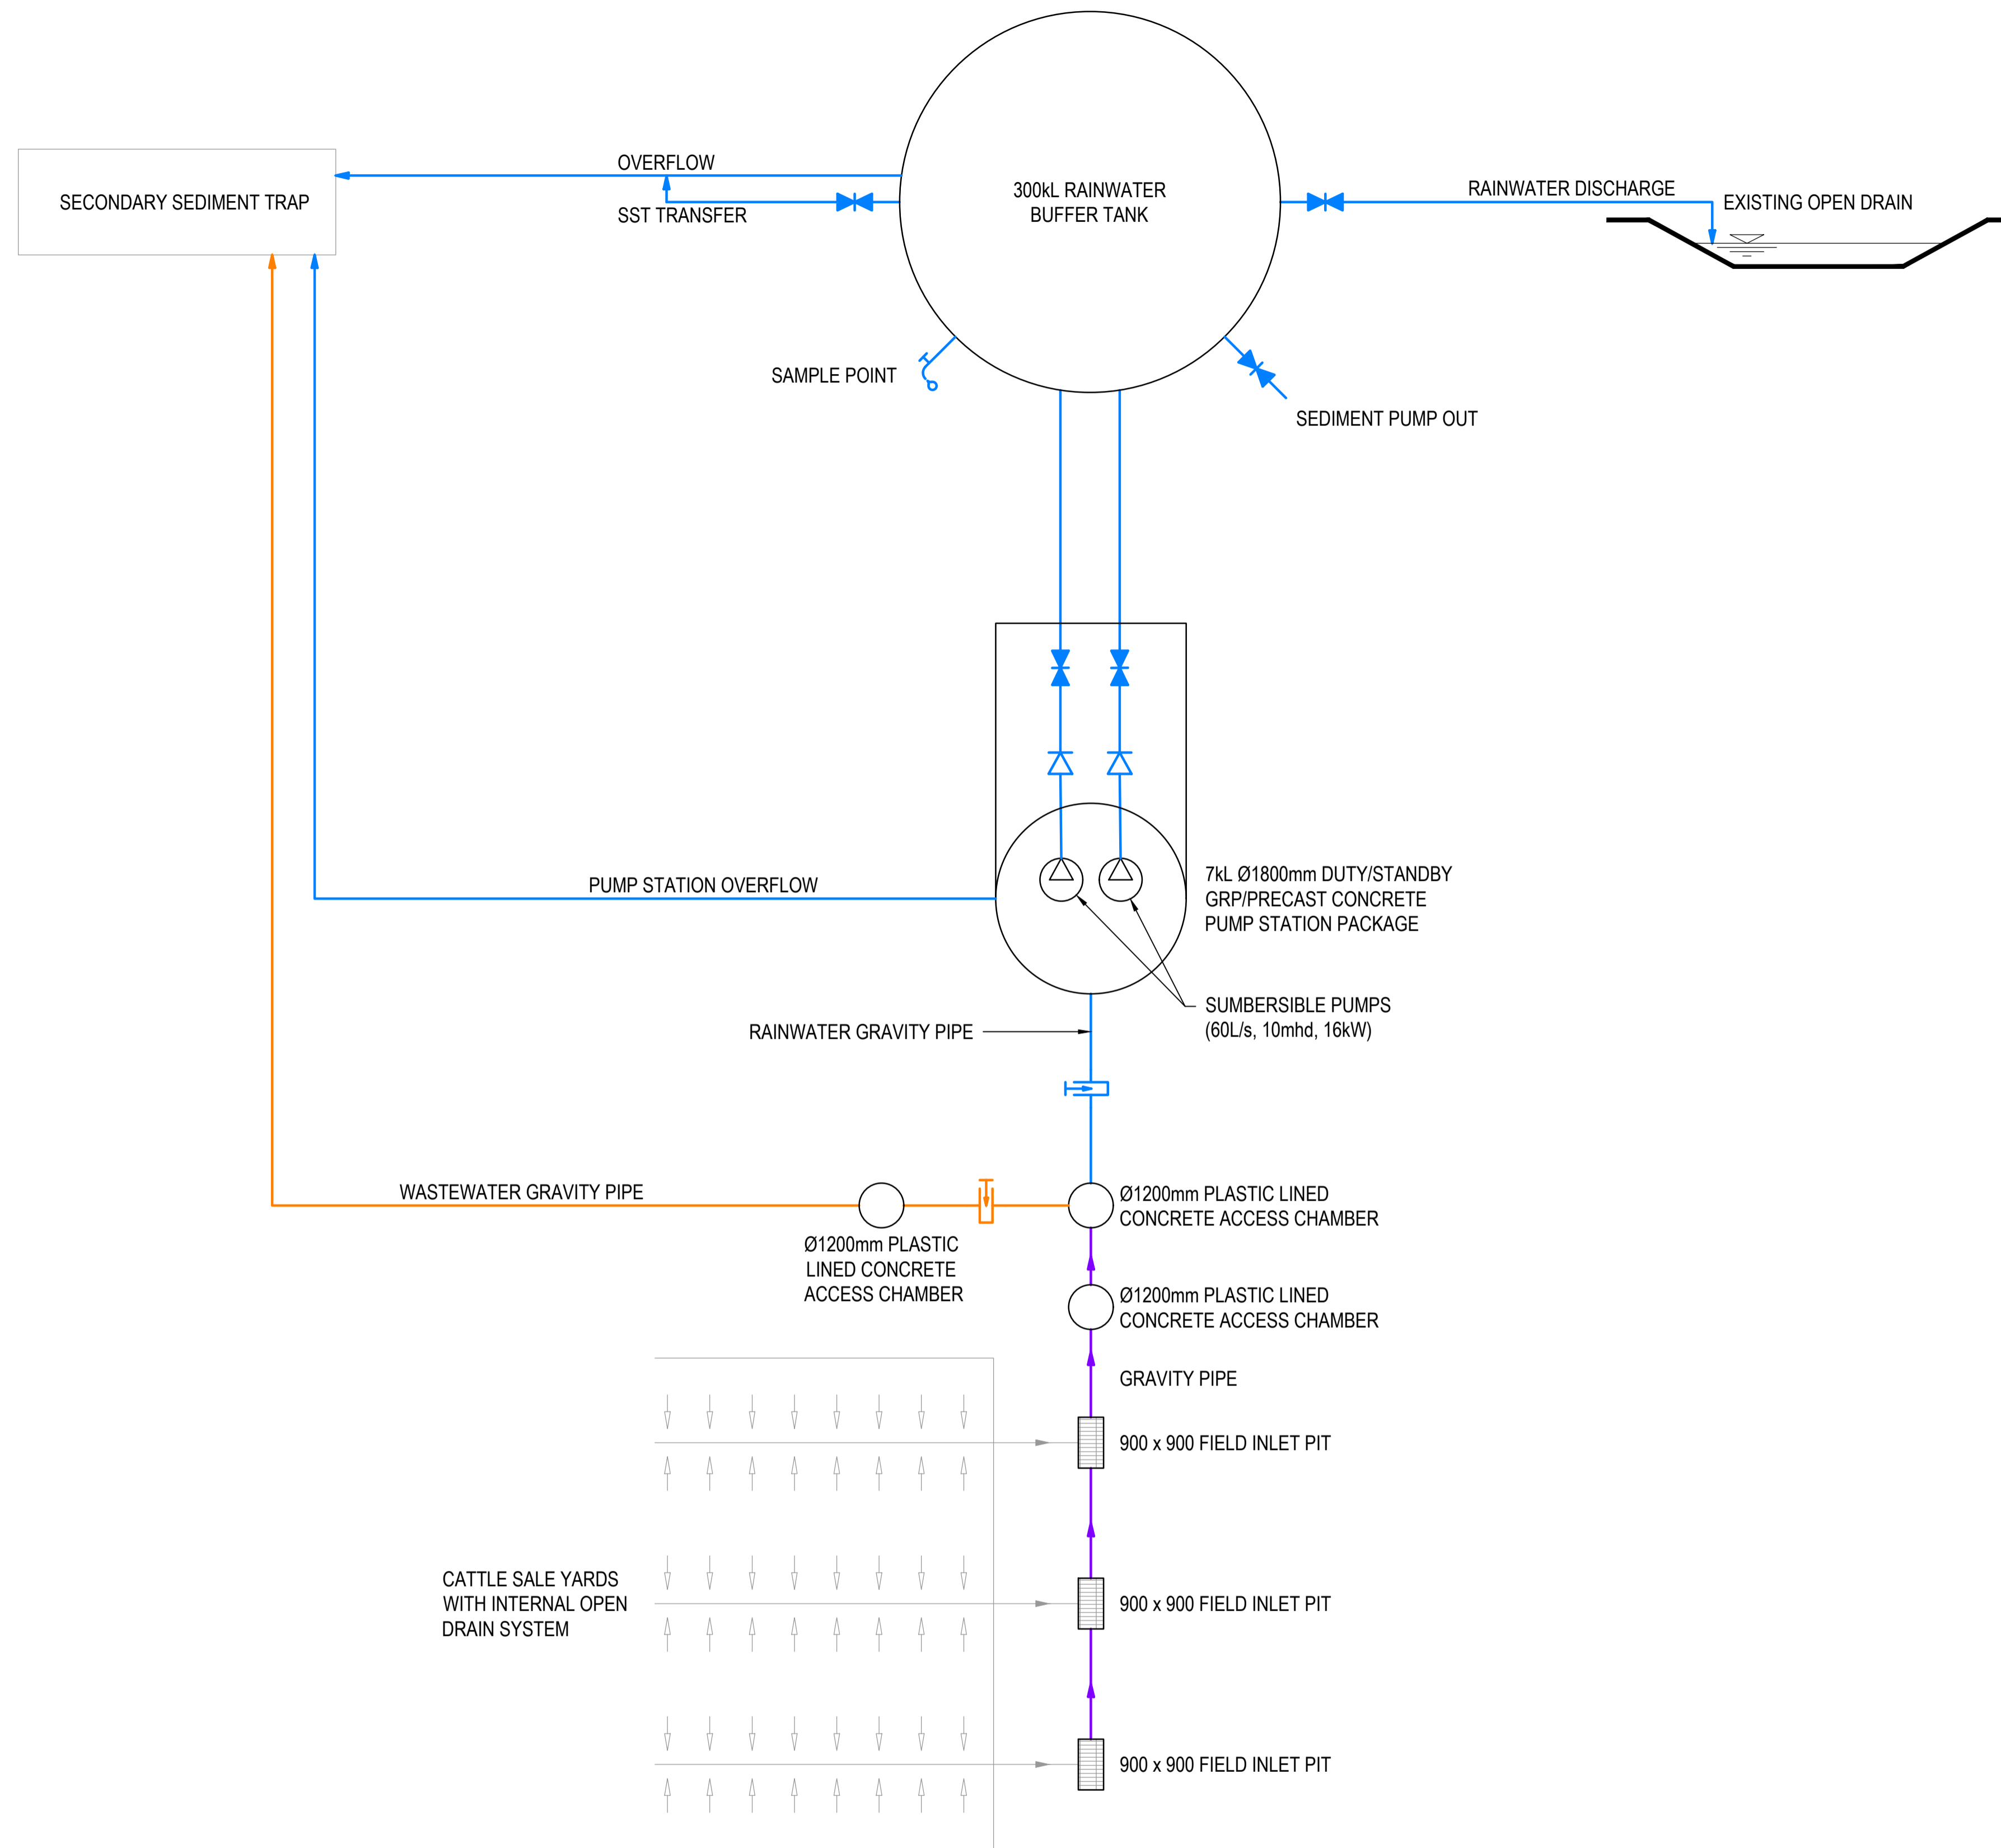 OVERFLOW
SECONDARY SEDIMENT TRAP
SST TRANSFER
300kL RAINWATER
BUFFER TANK
RAINWATER DISCHARGE
EXISTING OPEN DRAIN
SAMPLE POINT
SEDIMENT PUMP OUT
PUMP STATION OVERFLOW
7kL Ø1800mm DUTY/STANDBY
GRP/PRECAST CONCRETE
PUMP STATION PACKAGE
SUMBERSIBLE PUMPS
(60L/s, 10mhd, 16kW)
RAINWATER GRAVITY PIPE
WASTEWATER GRAVITY PIPE
Ø1200mm PLASTIC LINED
CONCRETE ACCESS CHAMBER
Ø1200mm PLASTIC
LINED CONCRETE
ACCESS CHAMBER
Ø1200mm PLASTIC LINED
CONCRETE ACCESS CHAMBER
GRAVITY PIPE
900 x 900 FIELD INLET PIT
CATTLE SALE YARDS
WITH INTERNAL OPEN
DRAIN SYSTEM
900 x 900 FIELD INLET PIT
900 x 900 FIELD INLET PIT